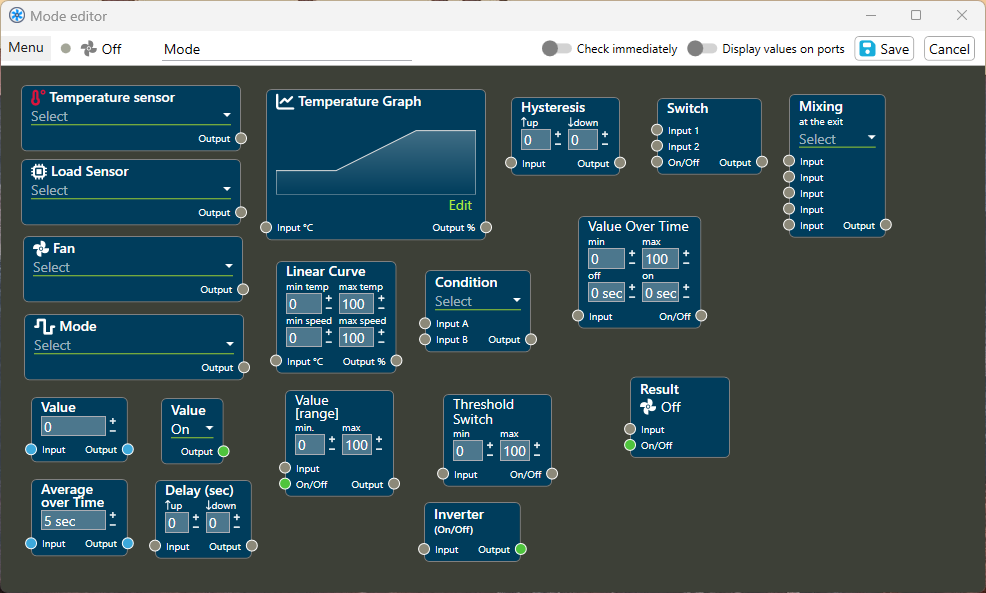 Mode editor
Menu
Off
Mode
Check immediately
Display values on ports
Save
Cancel
Temperature sensor
Select
Output
Load Sensor
Select
Output
Fan
Select
Output
Mode
Select
Output
Value
0
+
-
Input Output
Value
On
Output
Average
over Time
5 sec
+
-
Input Output
Delay (sec)
↑up ↓down
0 + - 0 + -
Input Output
Temperature Graph
Edit
Input °C Output %
Linear Curve
min temp max temp
0 + - 100 + -
min speed max speed
0 + - 100 + -
Input °C Output %
Value
[range]
min. max
0 + - 100 + -
Input
On/Off Output
Condition
Select
Input A
Input B Output
Threshold
Switch
min max
0 + - 100 + -
Input On/Off
Inverter
(On/Off)
Input Output
Hysteresis
↑up ↓down
0 + - 0 + -
Input Output
Switch
Input 1
Input 2
On/Off Output
Mixing
at the exit
Select
Input
Input
Input
Input
Input Output
Value Over Time
min max
0 + - 100 + -
off on
0 sec + - 0 sec + -
Input On/Off
Result
Off
Input
On/Off